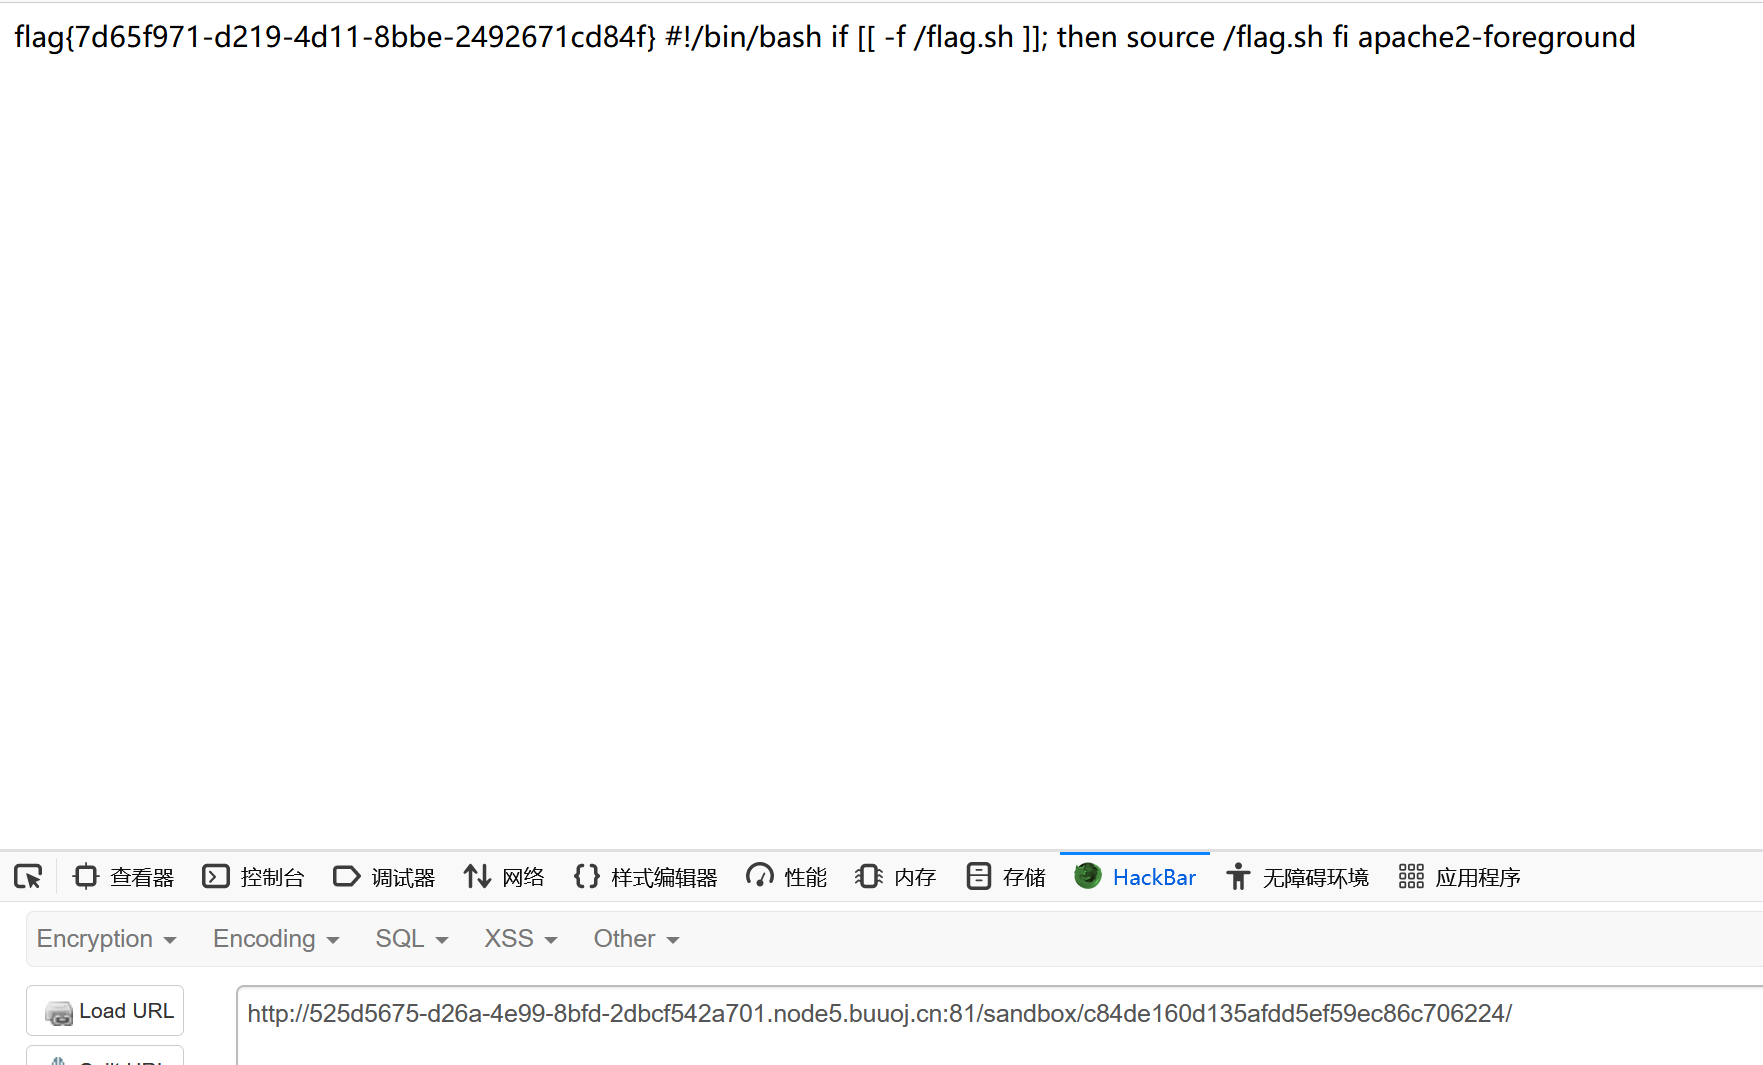 flag{7d65f971-d219-4d11-8bbe-2492671cd84f} #!/bin/bash if [[ -f /flag.sh ]]; then source /flag.sh fi apache2-foreground
查看器 控制台 调试器 网络 样式编辑器 性能 内存 存储 HackBar 无障碍环境 应用程序
Encryption Encoding SQL XSS Other
Load URL http://525d5675-d26a-4e99-8bfd-2dbcf542a701.node5.buuoj.cn:81/sandbox/c84de160d135afdd5ef59ec86c706224/